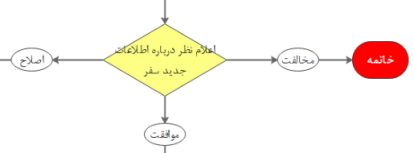 اعلام نظر درباره اطلاعات
جدید سفر
خاتمه
مخالفت
اصلاح
موافقت